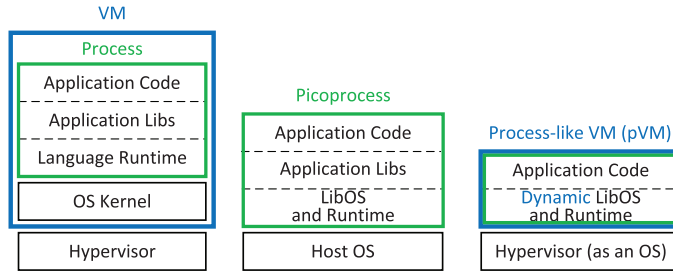 VM
Process
Application Code
Application Libs
Language Runtime
OS Kernel
Hypervisor
Picoprocess
Application Code
Application Libs
LibOS
and Runtime
Host OS
Process-like VM (pVM)
Application Code
Dynamic LibOS
and Runtime
Hypervisor (as an OS)